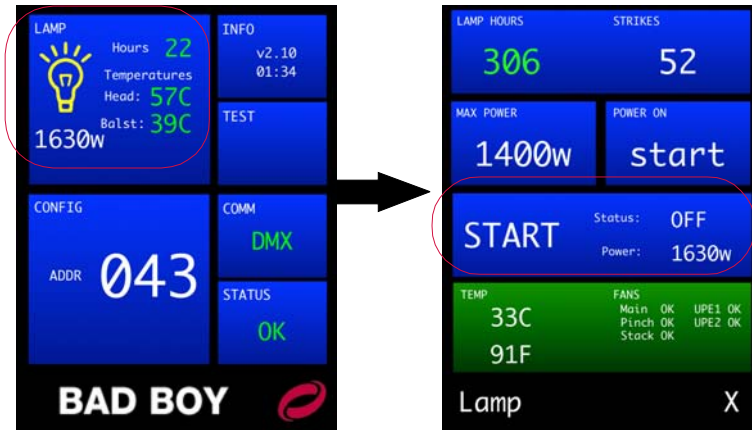 LAMP
Hours 22
Temperatures
Head: 57C
Balst: 39C
1630w
INFO
v2.10
01:34
TEST
CONFIG
ADDR 043
COMM
DMX
STATUS
OK
BAD BOY
LAMP HOURS
306
STRIKES
52
MAX POWER
1400w
POWER ON
start
START
Status: OFF
Power: 1630w
TEMP
33C
91F
FANS
Main OK UPE1 OK
Pinch OK UPE2 OK
Stack OK
Lamp X